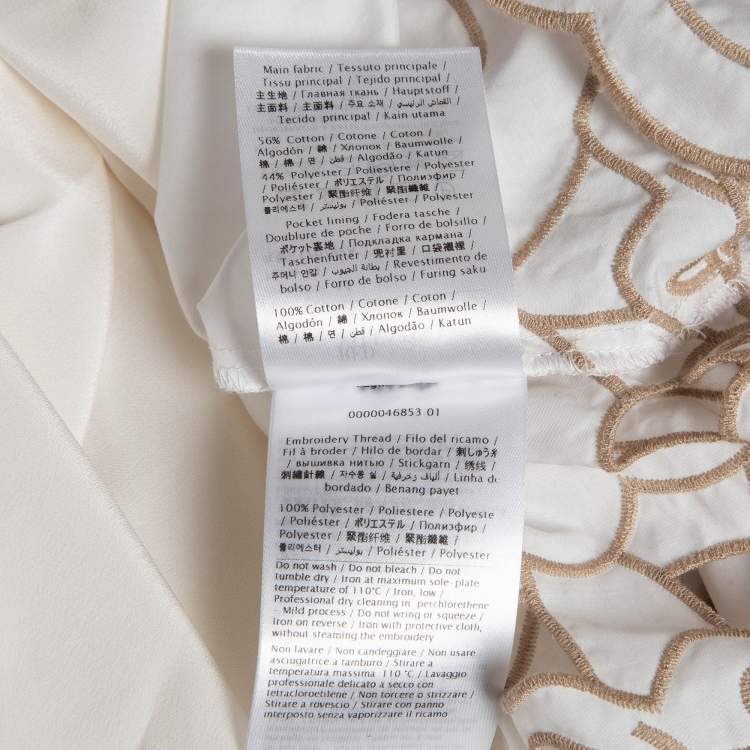 Main fabric / Tessuto principale /
Tissu principal / Tejido principal /
主生地 / Главная ткань / Hauptstoff /
主面料 / 主面料 / 주요 소재 / القماش الرئيسي /
Tecido principal / Kain utama
56% Cotton / Cotone / Coton /
Algodón / 綿 / Хлопок / Baumwolle /
棉 / 棉 / 면 / قطن / Algodão / Katun
44% Polyester / Poliestere / Polyester
/ Poliéster / ポリエステル / Полиэфир /
Polyester / 聚酯纤维 / 聚酯纖維 /
폴리에스터 / بوليستر / Poliéster / Polyester
Pocket lining / Fodera tasche /
Doublure de poche / Forro de bolsillo /
ポケット裏地 / Подкладка кармана /
Taschenfutter / 兜衬里 / 口袋襯裡 /
주머니 안감 / بطانة الجيوب / Revestimento de
bolso / Forro de bolso / Furing saku
100% Cotton / Cotone / Coton /
Algodón / 綿 / Хлопок / Baumwolle /
棉 / 棉 / 면 / قطن / Algodão / Katun
0000046853 01
Embroidery Thread / Filo del ricamo /
Fil à broder / Hilo de bordar / 刺しゅう糸
/ вышивка нитью / Stickgarn / 绣线 /
刺繡針線 / 자수용 실 / ألياف زخرفية / Linha de
bordado / Benang payet
100% Polyester / Poliestere / Polyester
/ Poliéster / ポリエステル / Полиэфир /
Polyester / 聚酯纤维 / 聚酯纖維 /
폴리에스터 / بوليستر / Poliéster / Polyester
Do not wash / Do not bleach / Do not
tumble dry / Iron at maximum sole-plate
temperature of 110°C / Iron, low /
Professional dry cleaning in perchlorethene
- Mild process / Do not wring or squeeze /
Iron on reverse / Iron with protective cloth,
without steaming the embroidery
Non lavare / Non candeggiare / Non usare
asciugatrice a tamburo / Stirare a
temperatura massima 110 °C / Lavaggio
professionale delicato a secco con
tetracloroetilene / Non torcere o strizzare /
Stirare a rovescio / Stirare con panno
interposto senza vaporizzare il ricamo